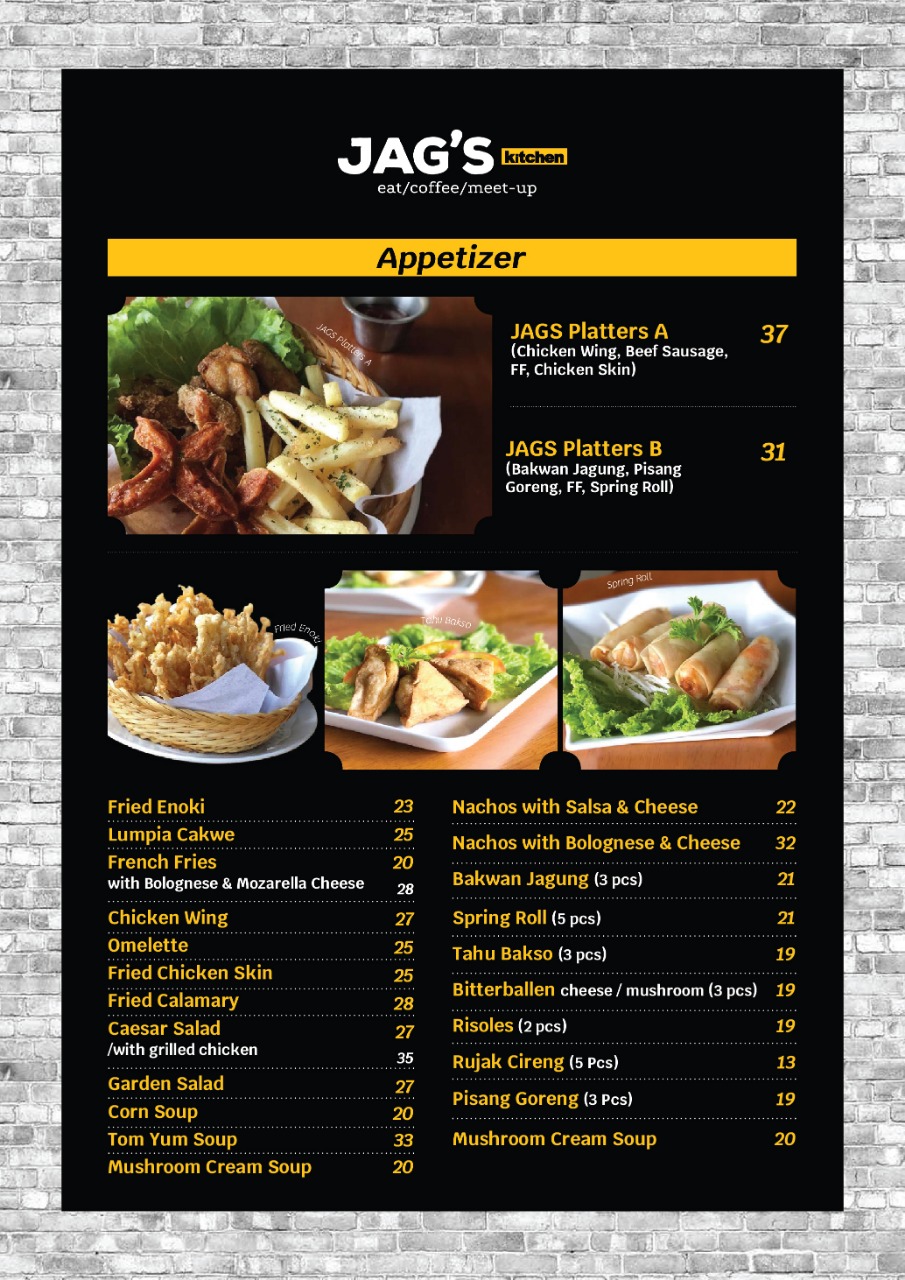 JAG'S kitchen
eat/coffee/meet-up
Appetizer
JAGS Platters A
JAGS Platters A 37
(Chicken Wing, Beef Sausage,
FF, Chicken Skin)
JAGS Platters B 31
(Bakwan Jagung, Pisang
Goreng, FF, Spring Roll)
Fried Enoki
Tahu Bakso
Spring Roll
Fried Enoki 23
Lumpia Cakwe 25
French Fries 20
with Bolognese & Mozarella Cheese 28
Chicken Wing 27
Omelette 25
Fried Chicken Skin 25
Fried Calamary 28
Caesar Salad 27
/with grilled chicken 35
Garden Salad 27
Corn Soup 20
Tom Yum Soup 33
Mushroom Cream Soup 20
Nachos with Salsa & Cheese 22
Nachos with Bolognese & Cheese 32
Bakwan Jagung (3 pcs) 21
Spring Roll (5 pcs) 21
Tahu Bakso (3 pcs) 19
Bitterballen cheese / mushroom (3 pcs) 19
Risoles (2 pcs) 19
Rujak Cireng (5 Pcs) 13
Pisang Goreng (3 Pcs) 19
Mushroom Cream Soup 20